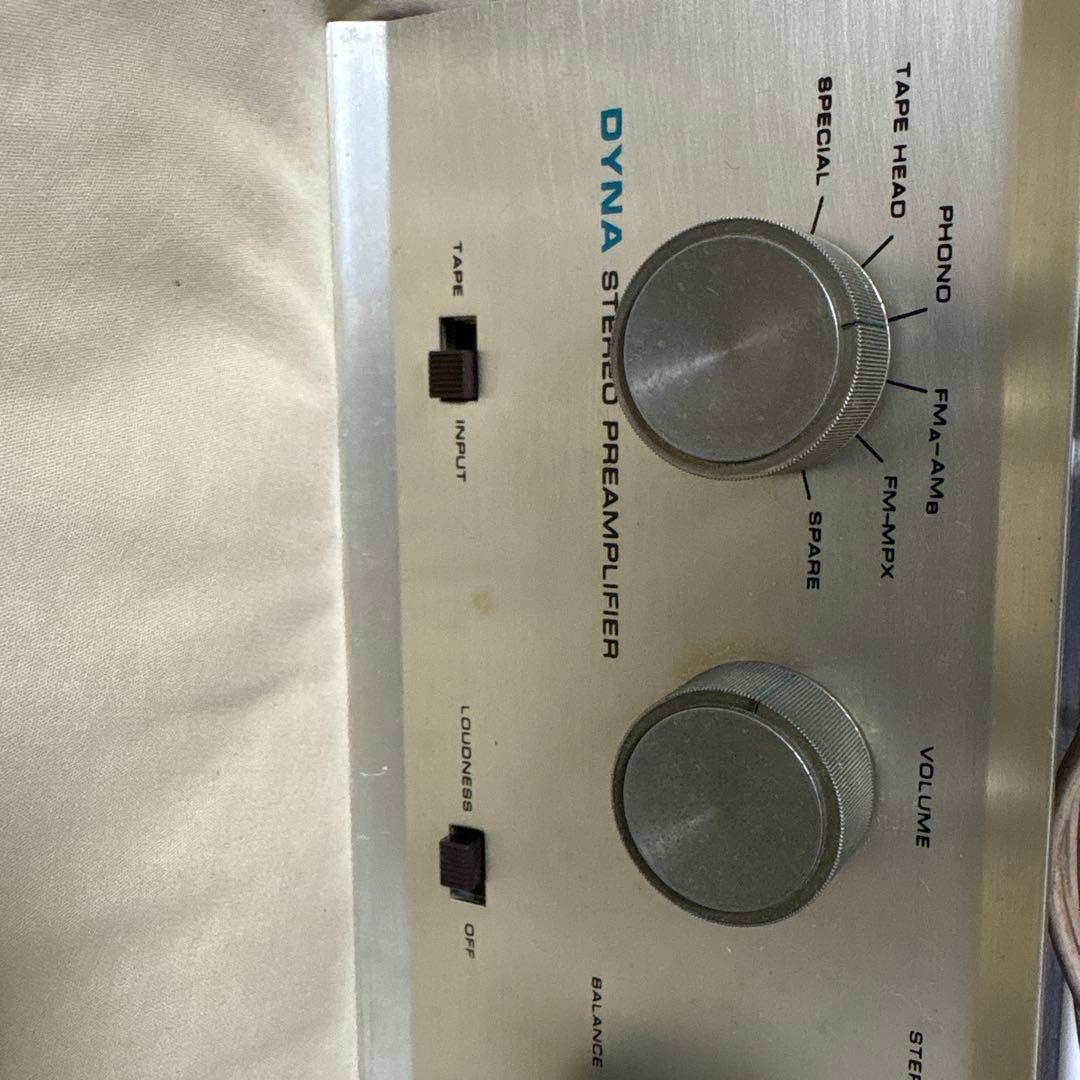 SPECIAL
TAPE HEAD
PHONO
FMA-AMB
FM-MPX
SPARE
VOLUME
DYNA STEREO PREAMPLIFIER
BALANCE
TAPE
INPUT
LOUDNESS
OFF